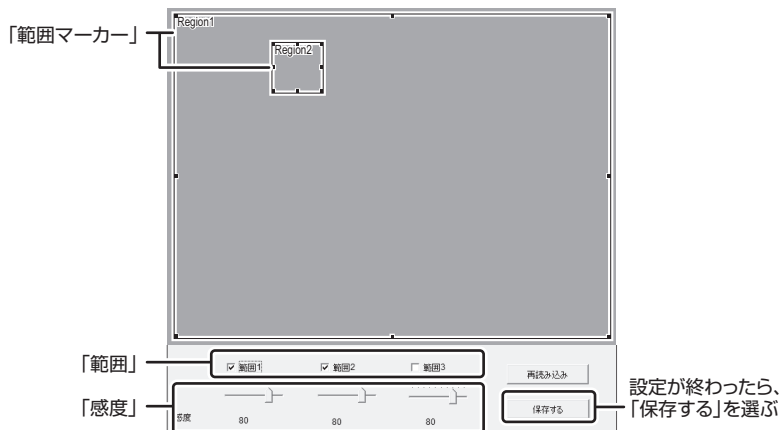 Region1
「範囲マーカー」
Region2
「範囲」
範囲1
範囲2
範囲3
再読み込み
設定が終わったら、
「保存する」を選ぶ
「感度」
感度
80
80
80
保存する